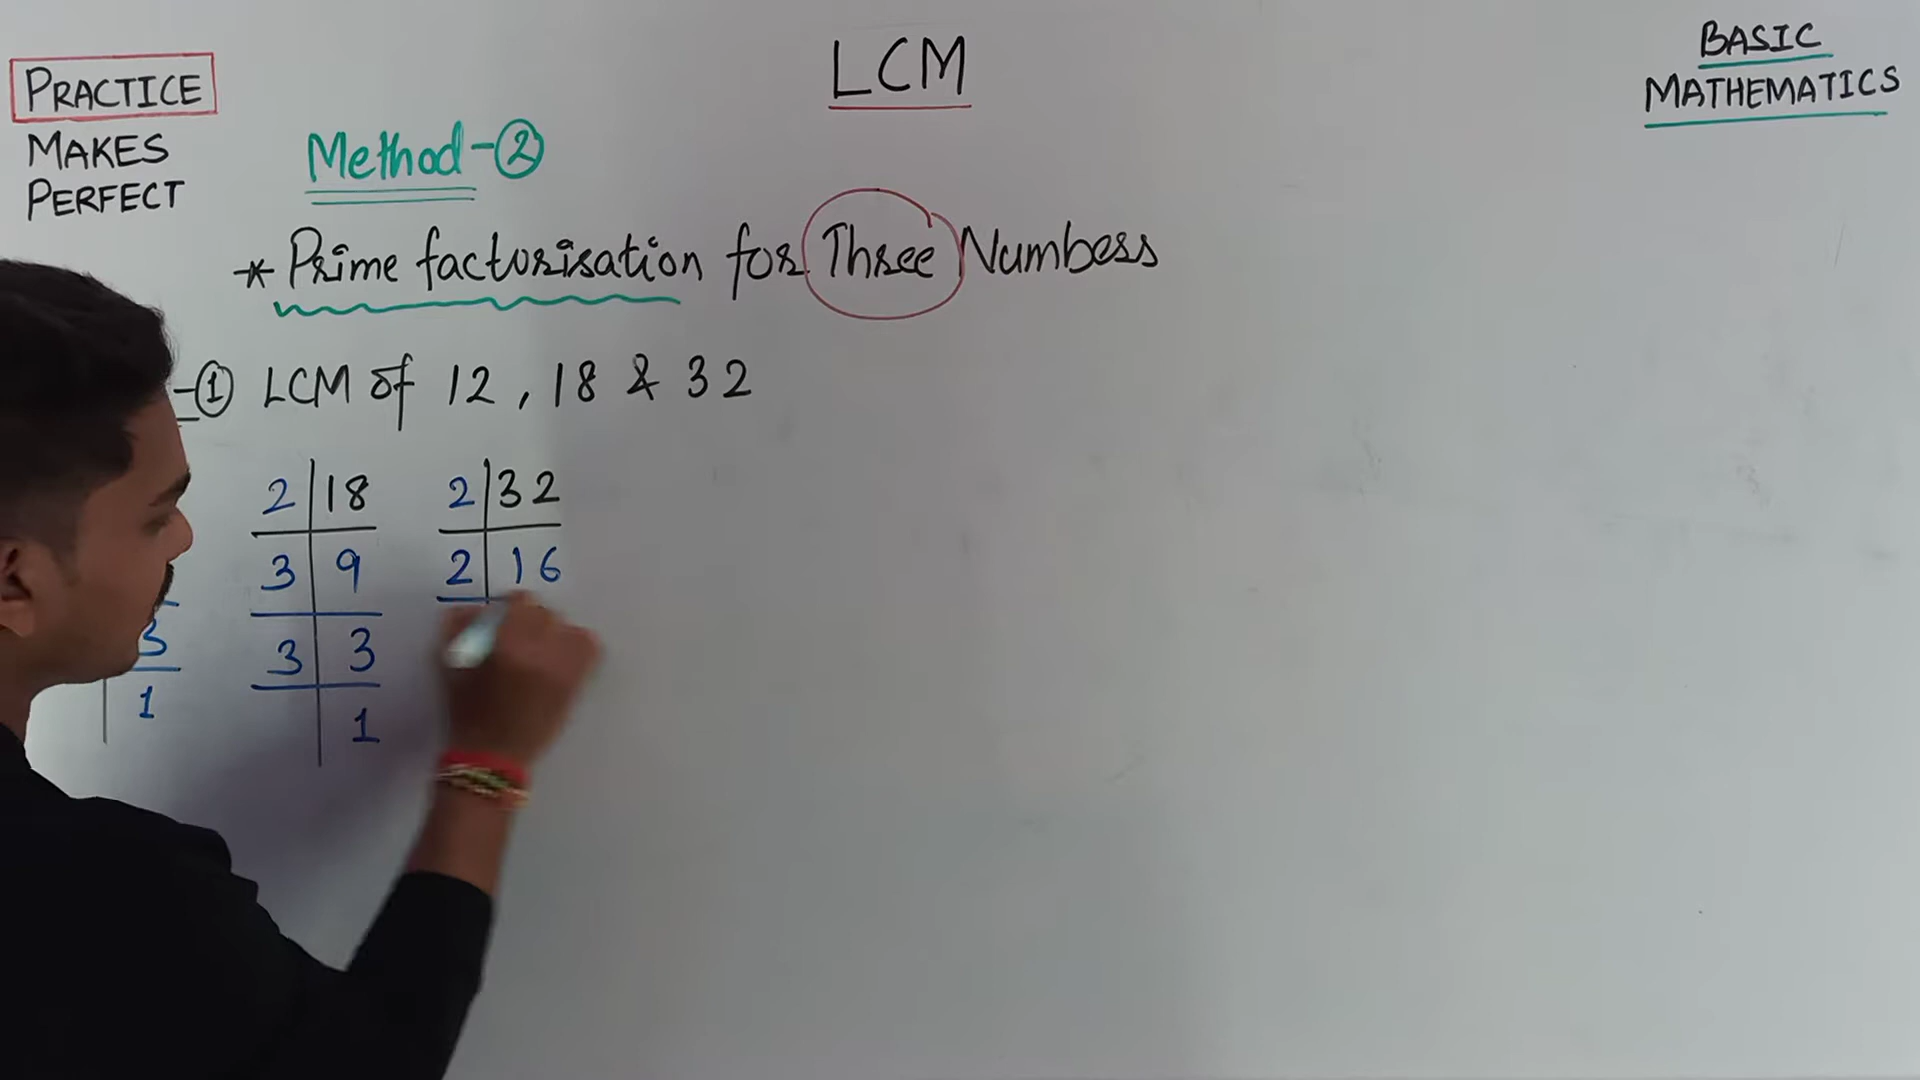 LCM
BASIC
MATHEMATICS
PRACTICE
MAKES
PERFECT
Method-②
* Prime factorisation for Three Numbers
-① LCM of 12, 18 & 32
3
1
2 | 18
3 | 9
3 | 3
1
2 | 32
2 | 16